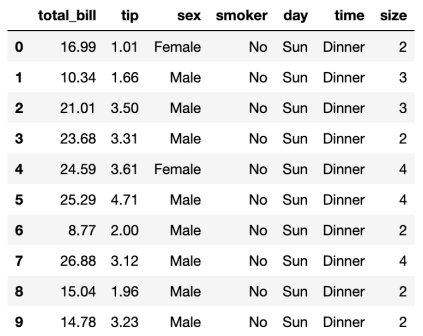 total_bill tip sex smoker day time size
0 16.99 1.01 Female No Sun Dinner 2
1 10.34 1.66 Male No Sun Dinner 3
2 21.01 3.50 Male No Sun Dinner 3
3 23.68 3.31 Male No Sun Dinner 2
4 24.59 3.61 Female No Sun Dinner 4
5 25.29 4.71 Male No Sun Dinner 4
6 8.77 2.00 Male No Sun Dinner 2
7 26.88 3.12 Male No Sun Dinner 4
8 15.04 1.96 Male No Sun Dinner 2
9 14.78 3.23 Male No Sun Dinner 2